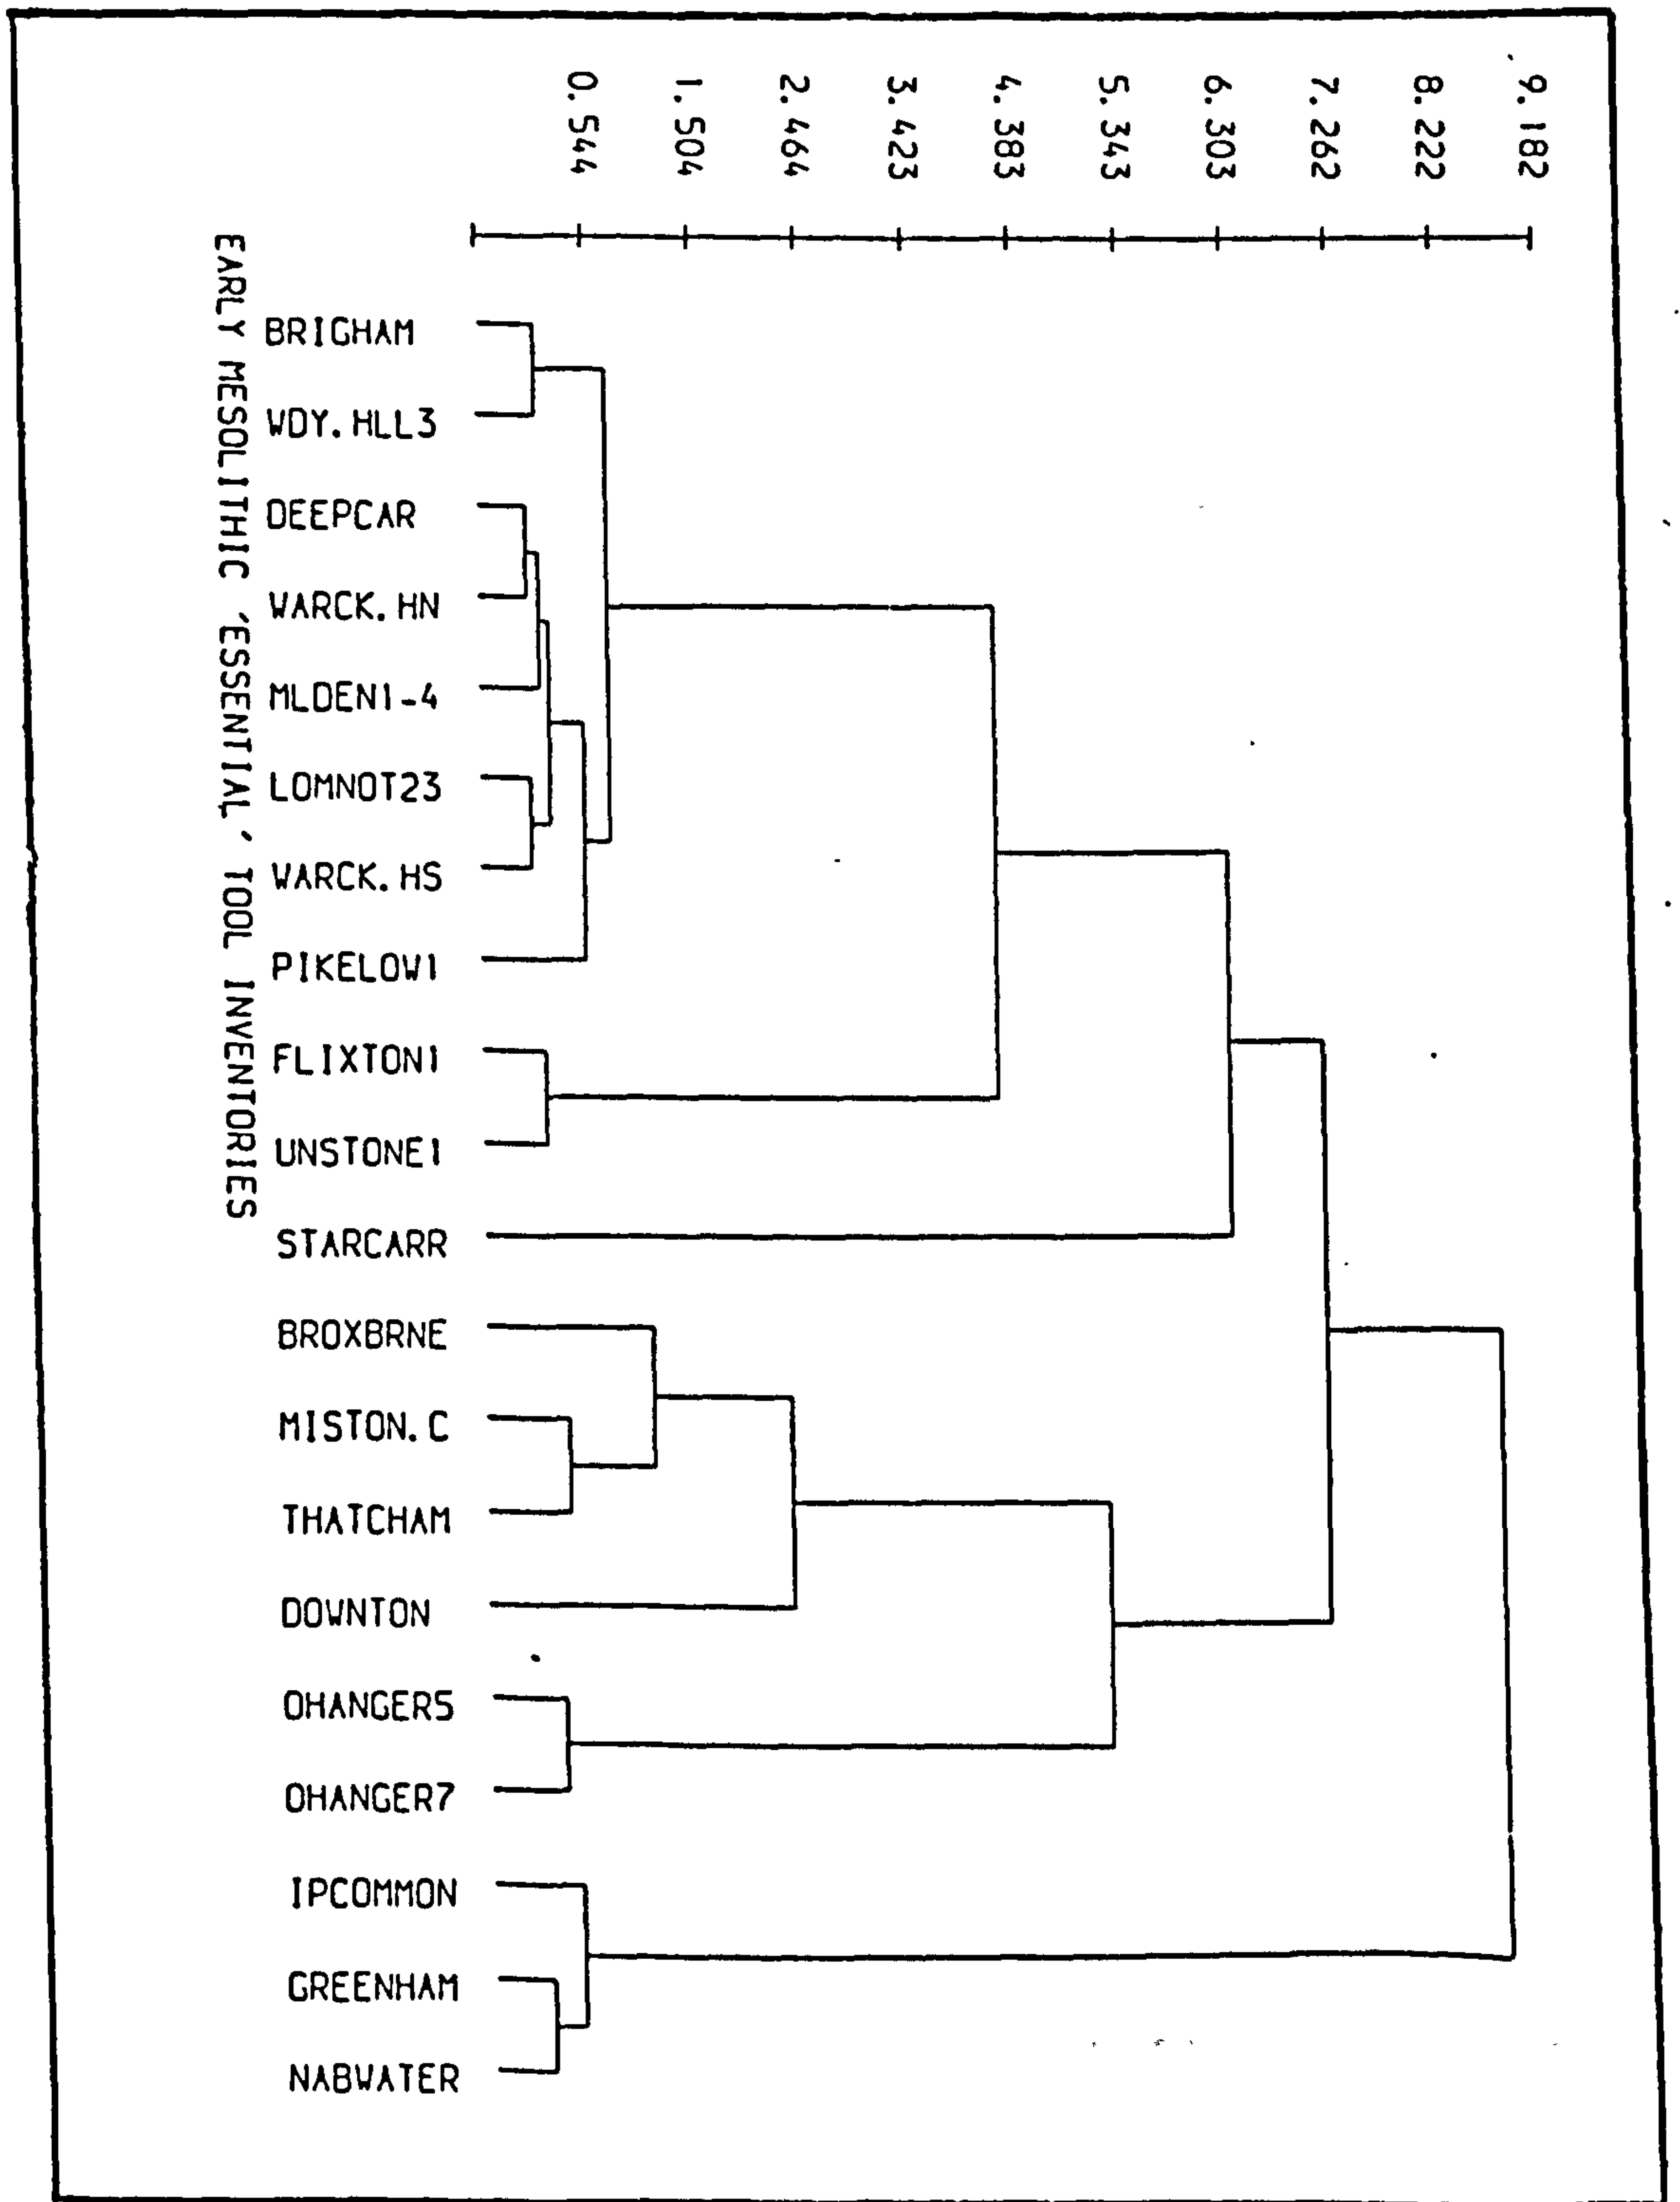 9.182
8.222
7.262
6.303
5.343
4.383
3.423
2.464
1.504
0.544
BRIGHAM
WDY.HLL3
DEEPCAR
WARCK.HN
MLDEN1-4
LOMNOT23
WARCK.HS
PIKELOW1
FLIXTON1
UNSTONE1
STARCARR
BROXBRNE
MISTON.C
THATCHAM
DOWNTON
OHANGER5
OHANGER7
IPCOMMON
GREENHAM
NABWATER
EARLY MESOLITHIC 'ESSENTIAL' TOOL INVENTORIES